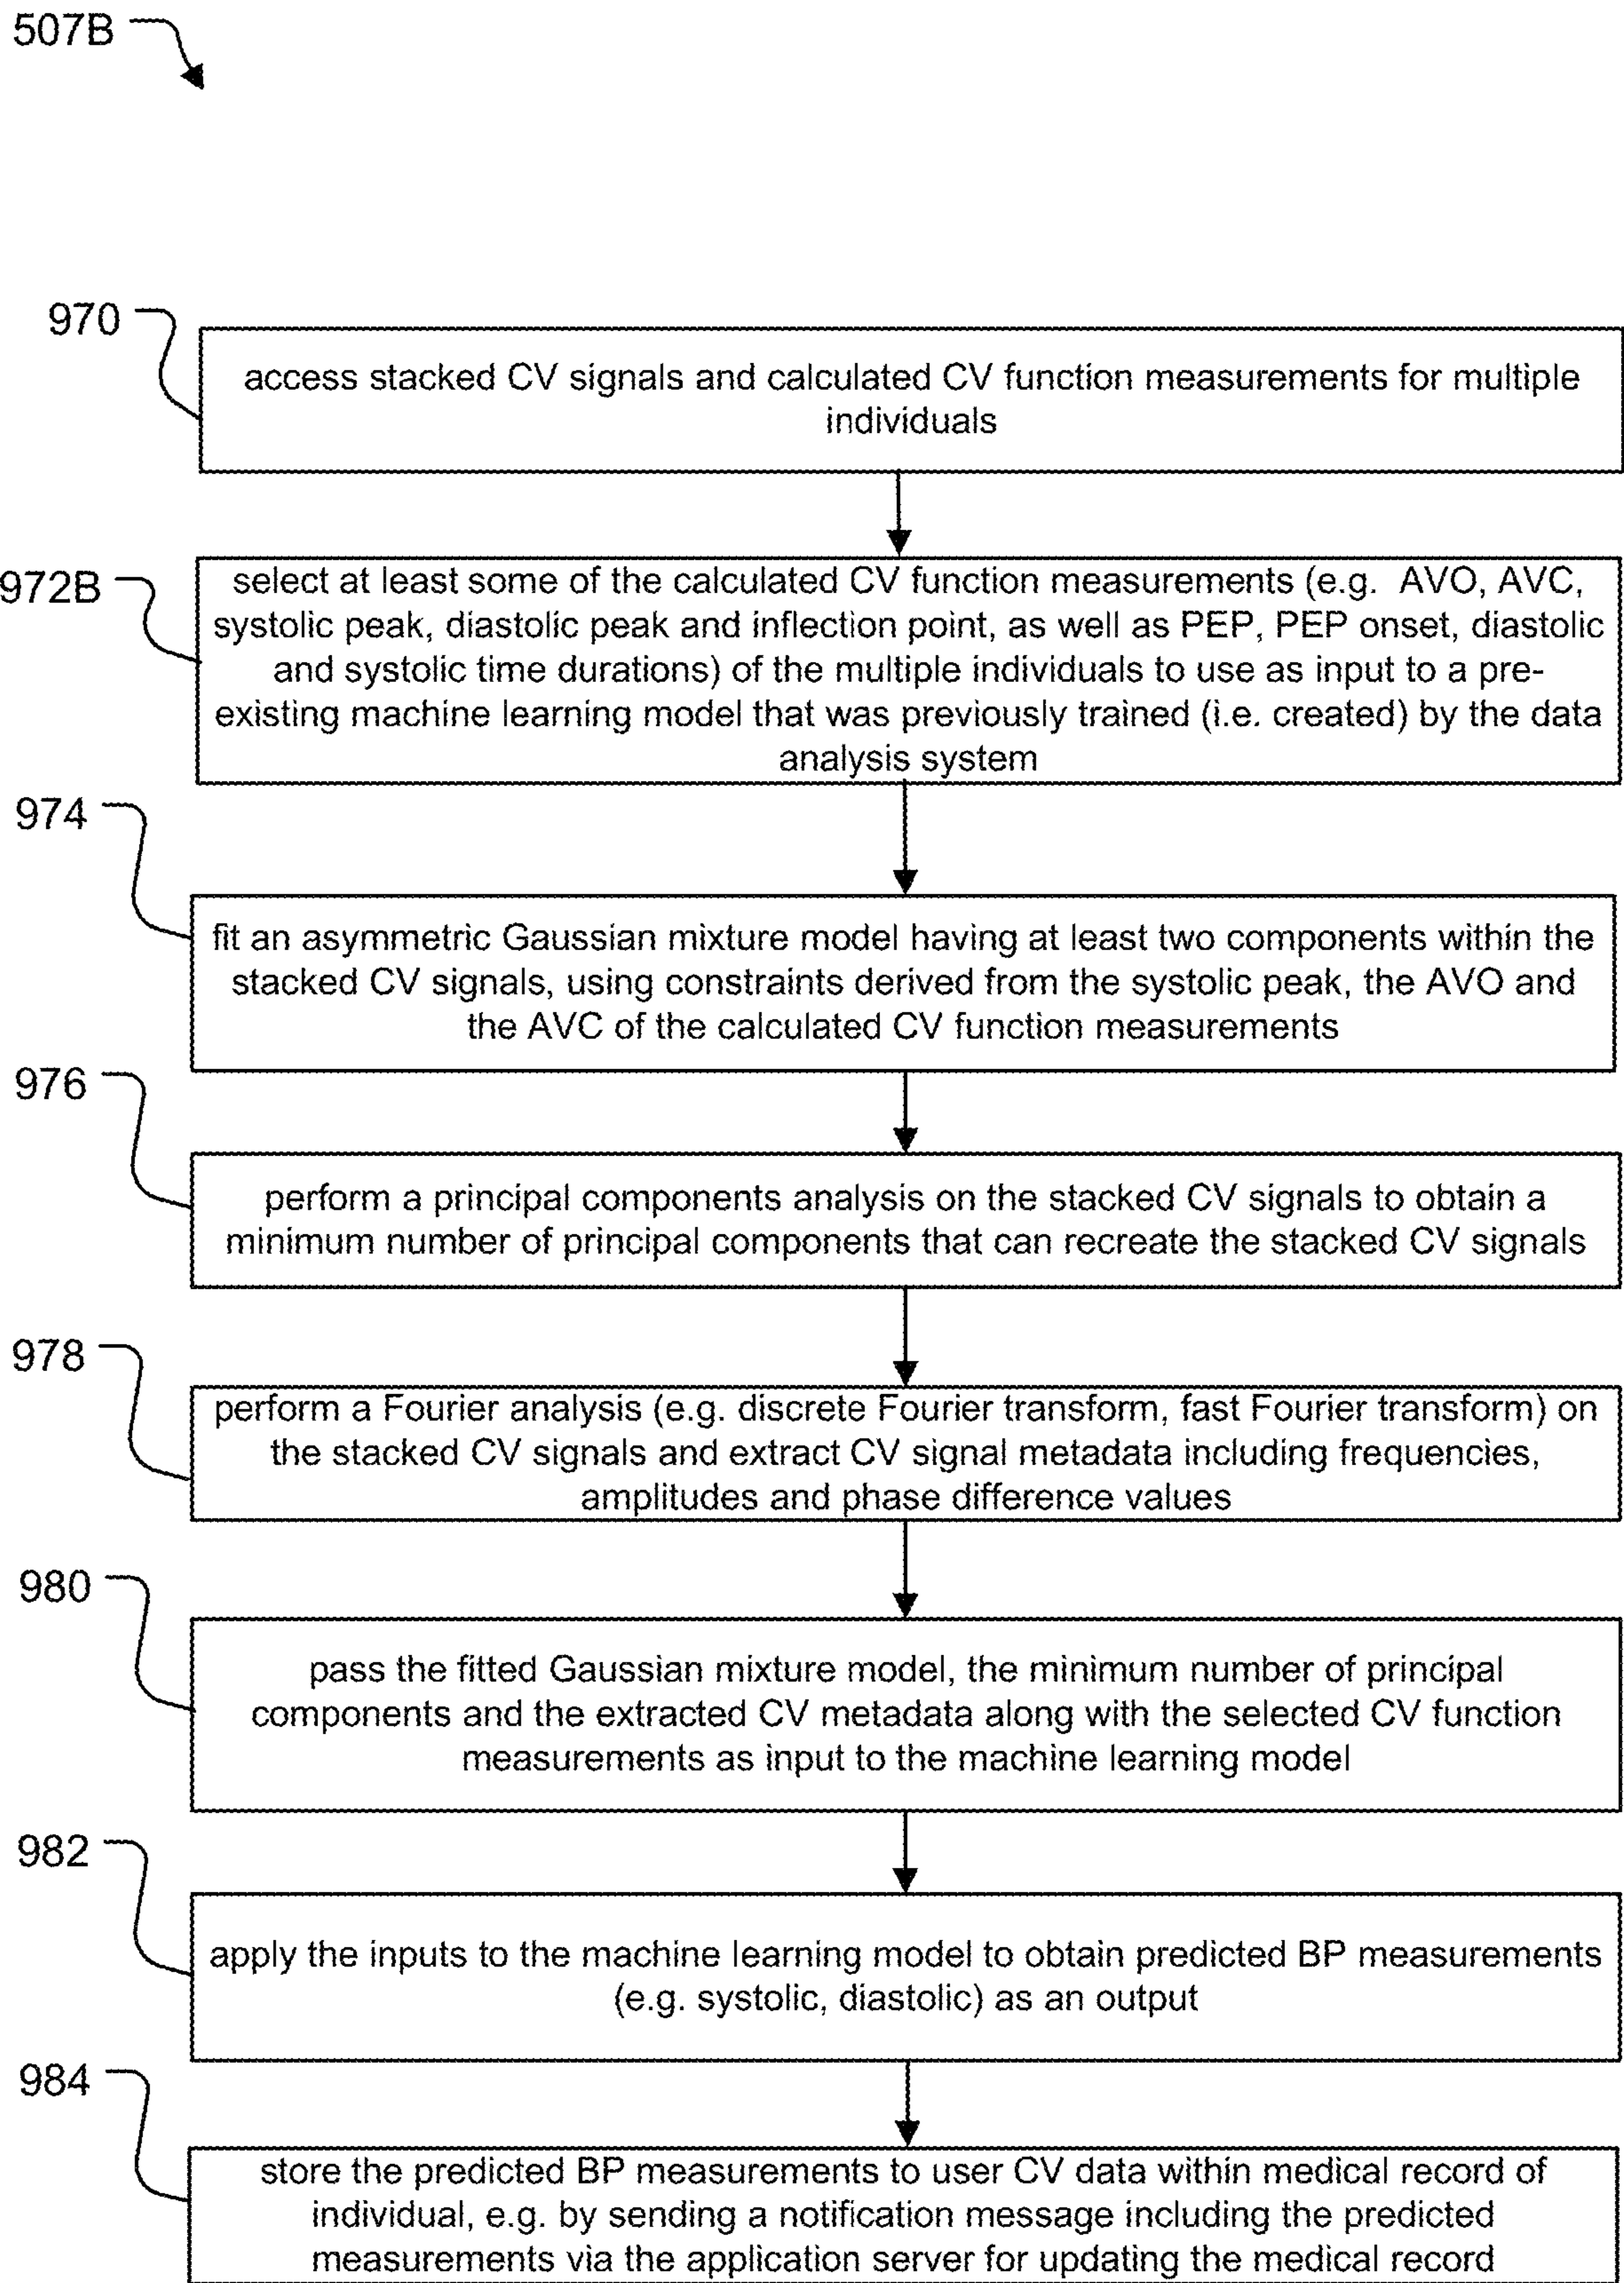 507B
970
access stacked CV signals and calculated CV function measurements for multiple
individuals
972B
select at least some of the calculated CV function measurements (e.g. AVO, AVC,
systolic peak, diastolic peak and inflection point, as well as PEP, PEP onset, diastolic
and systolic time durations) of the multiple individuals to use as input to a pre-
existing machine learning model that was previously trained (i.e. created) by the data
analysis system
974
fit an asymmetric Gaussian mixture model having at least two components within the
stacked CV signals, using constraints derived from the systolic peak, the AVO and
the AVC of the calculated CV function measurements
976
perform a principal components analysis on the stacked CV signals to obtain a
minimum number of principal components that can recreate the stacked CV signals
978
perform a Fourier analysis (e.g. discrete Fourier transform, fast Fourier transform) on
the stacked CV signals and extract CV signal metadata including frequencies,
amplitudes and phase difference values
980
pass the fitted Gaussian mixture model, the minimum number of principal
components and the extracted CV metadata along with the selected CV function
measurements as input to the machine learning model
982
apply the inputs to the machine learning model to obtain predicted BP measurements
(e.g. systolic, diastolic) as an output
984
store the predicted BP measurements to user CV data within medical record of
individual, e.g. by sending a notification message including the predicted
measurements via the application server for updating the medical record